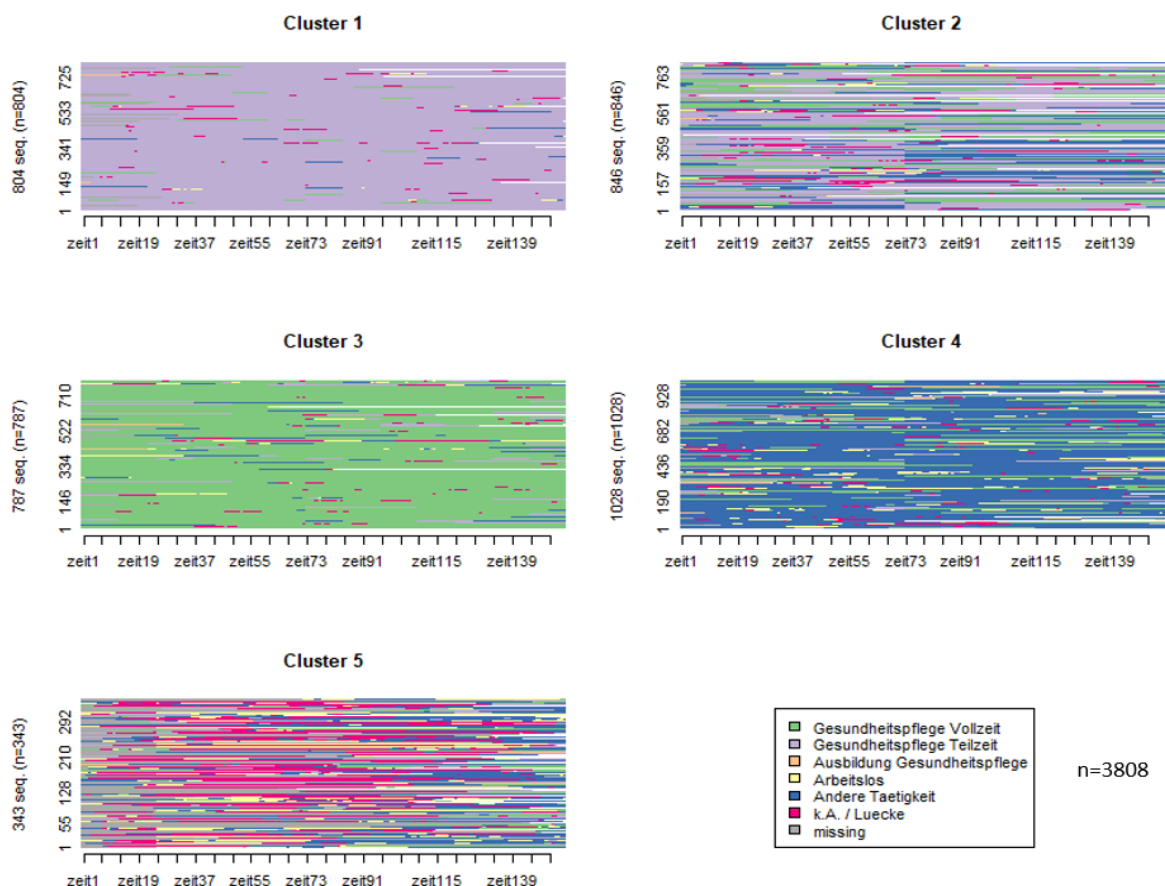 Cluster 1
804 seq. (n=804)
1 149 341 533 725
zeit1 zeit19 zeit37 zeit55 zeit73 zeit91 zeit115 zeit139
Cluster 2
846 seq. (n=846)
1 157 359 561 763
zeit1 zeit19 zeit37 zeit55 zeit73 zeit91 zeit115 zeit139
Cluster 3
787 seq. (n=787)
1 146 334 522 710
zeit1 zeit19 zeit37 zeit55 zeit73 zeit91 zeit115 zeit139
Cluster 4
1028 seq. (n=1028)
1 190 436 682 928
zeit1 zeit19 zeit37 zeit55 zeit73 zeit91 zeit115 zeit139
Cluster 5
343 seq. (n=343)
1 55 128 210 292
zeit1 zeit19 zeit37 zeit55 zeit73 zeit91 zeit115 zeit139
Gesundheitspflege Vollzeit
Gesundheitspflege Teilzeit
Ausbildung Gesundheitspflege
Arbeitslos
Andere Taetigkeit
k.A. / Luecke
missing
n=3808